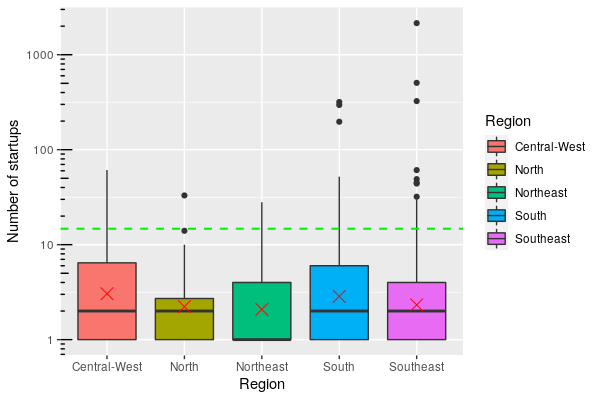 Number of startups
1000
100
10
1
Central-West North Northeast South Southeast
Region
Region
Central-West
North
Northeast
South
Southeast